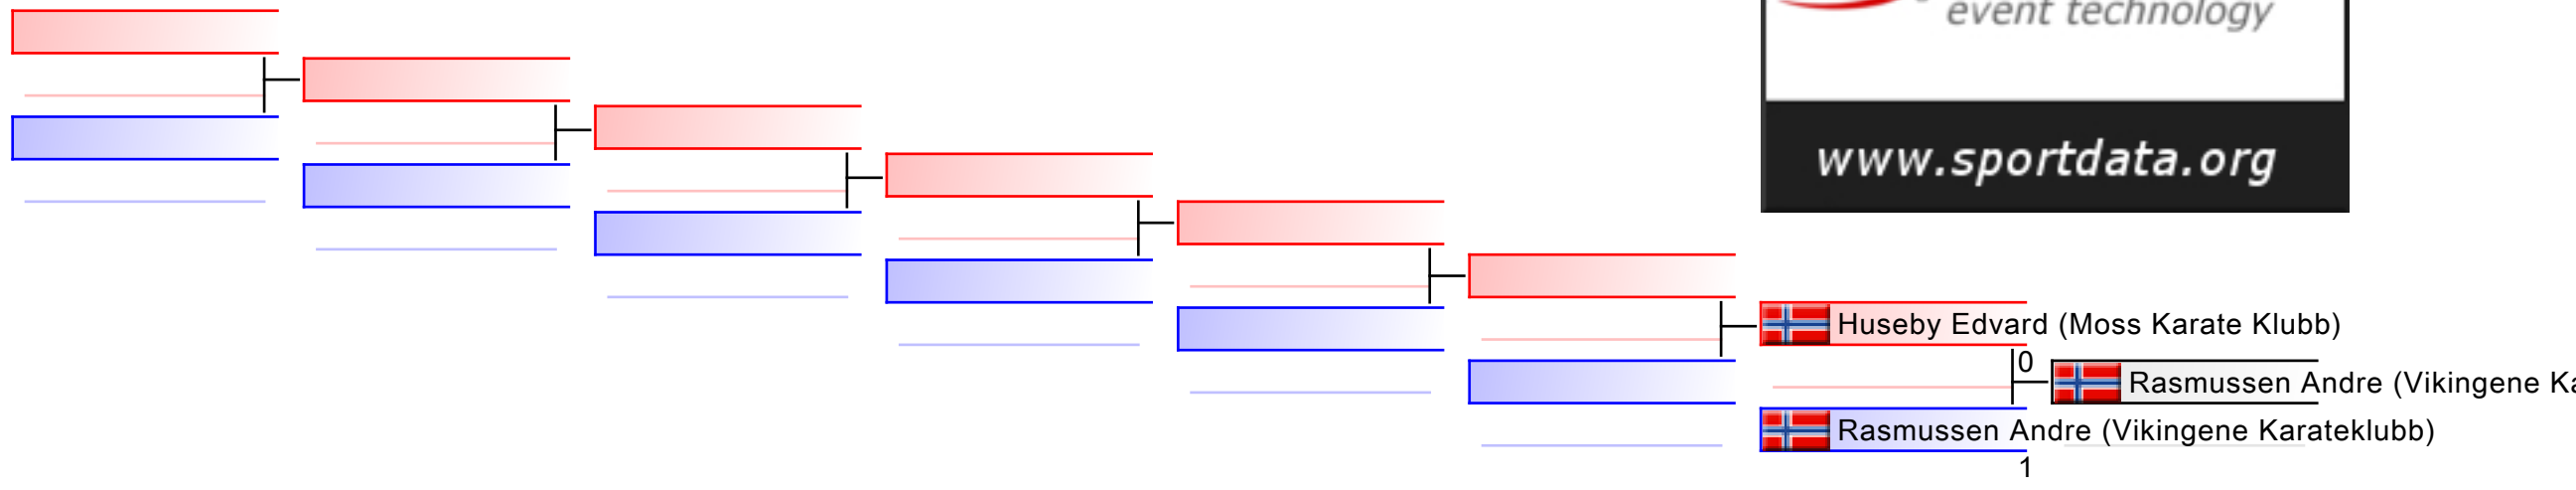 event technology
www.sportdata.org
Huseby Edvard (Moss Karate Klubb)
0
Rasmussen Andre (Vikingene Ka
Rasmussen Andre (Vikingene Karateklubb)
1